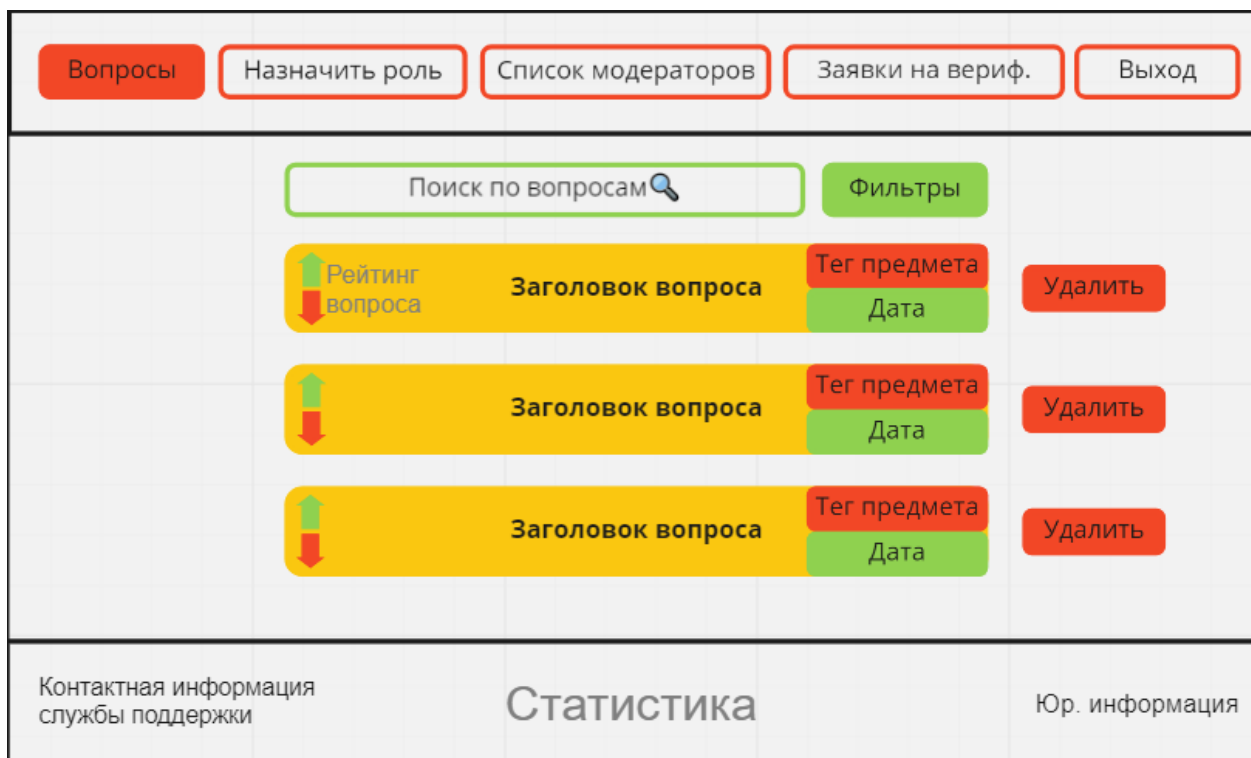 Вопросы
Назначить роль
Список модераторов
Заявки на вериф.
Выход
Поиск по вопросам
Фильтры
Рейтинг
вопроса
Заголовок вопроса
Тег предмета
Дата
Удалить
Заголовок вопроса
Тег предмета
Дата
Удалить
Заголовок вопроса
Тег предмета
Дата
Удалить
Контактная информация
службы поддержки
Статистика
Юр. информация